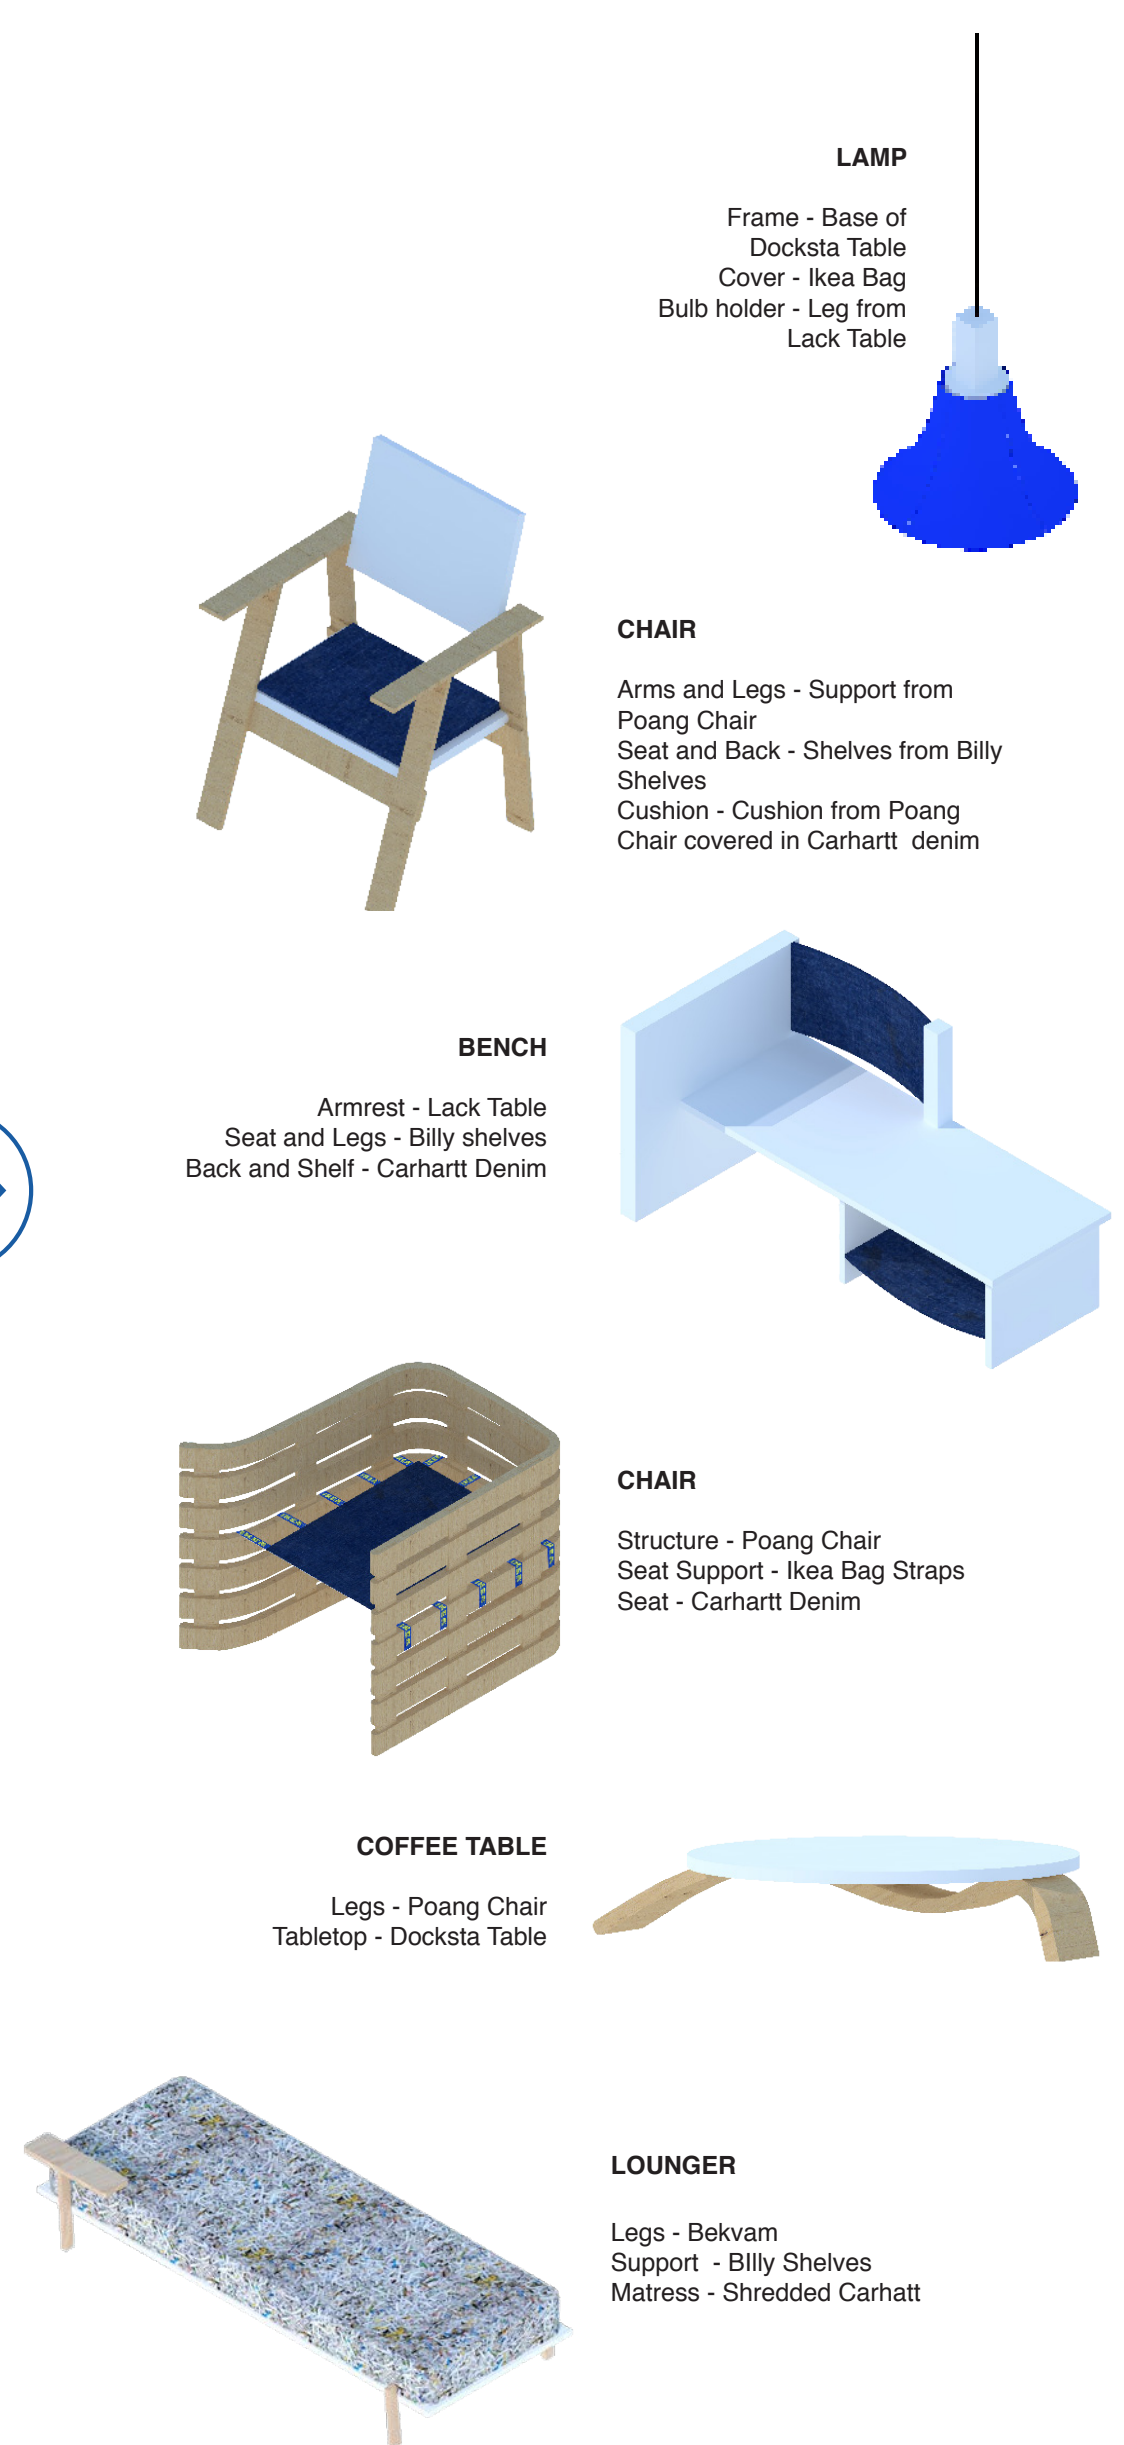 LAMP
Frame - Base of
Docksta Table
Cover - Ikea Bag
Bulb holder - Leg from
Lack Table
CHAIR
Arms and Legs - Support from
Poang Chair
Seat and Back - Shelves from Billy
Shelves
Cushion - Cushion from Poang
Chair covered in Carhartt  denim
BENCH
Armrest - Lack Table
Seat and Legs - Billy shelves
Back and Shelf - Carhartt Denim
CHAIR
Structure - Poang Chair
Seat Support - Ikea Bag Straps
Seat - Carhartt Denim
COFFEE TABLE
Legs - Poang Chair
Tabletop - Docksta Table
LOUNGER
Legs - Bekvam
Support  - BIlly Shelves
Matress - Shredded Carhatt